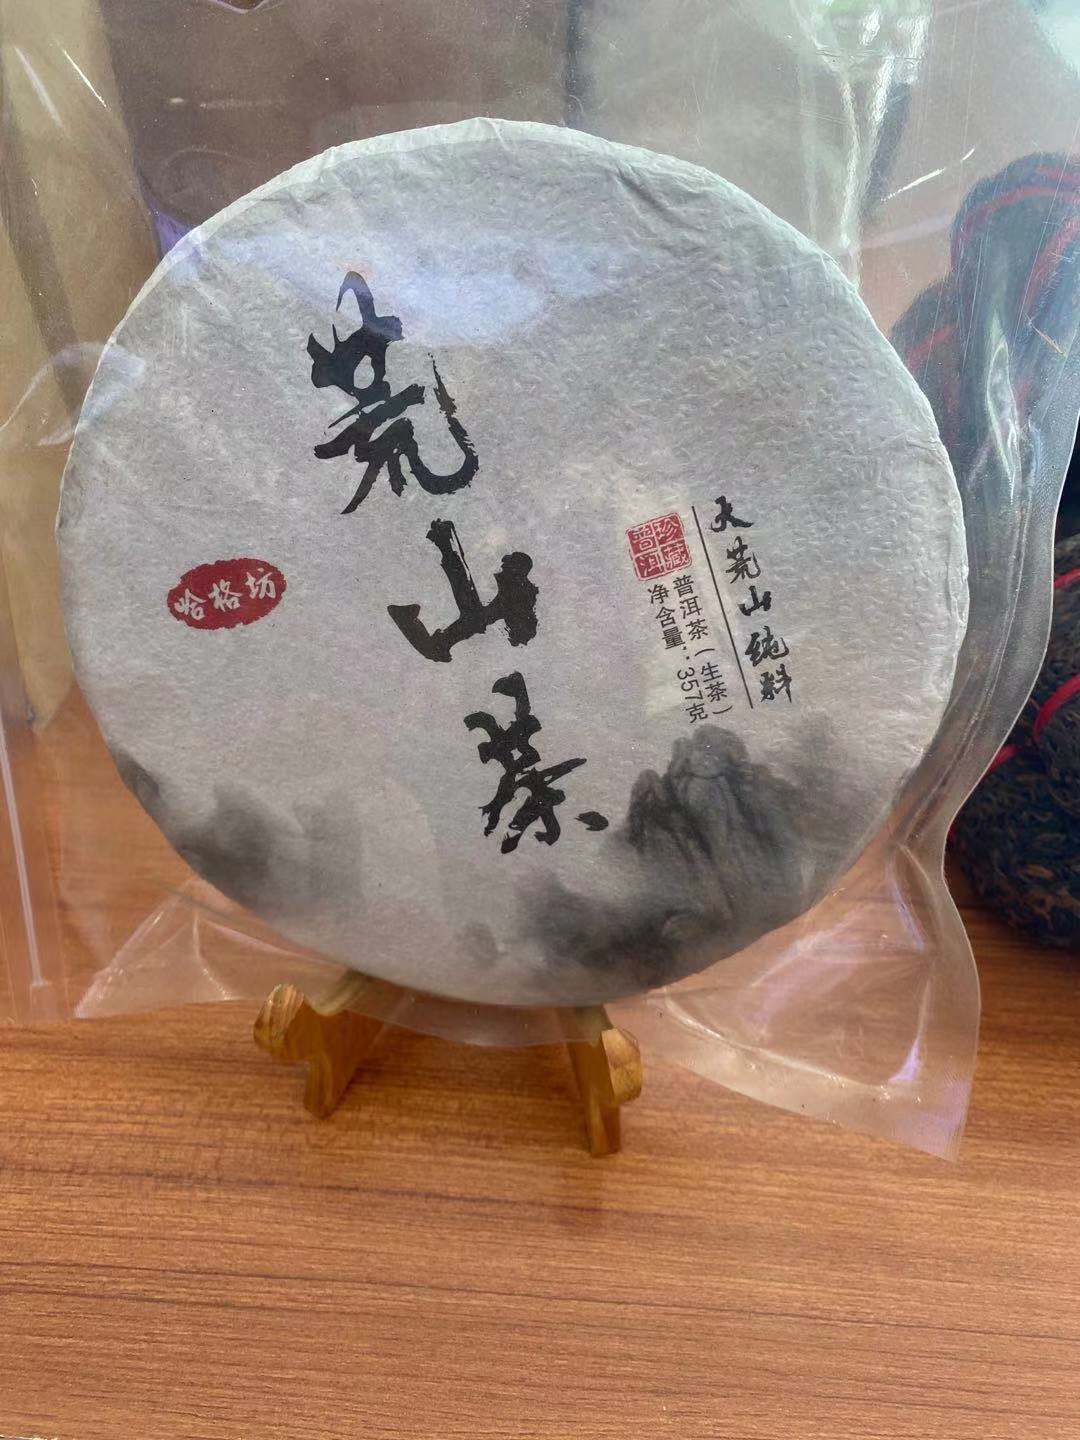 荒山茶
大荒山纯料
珍藏
普洱
普洱茶(生茶)
净含量:357克
哈格坊